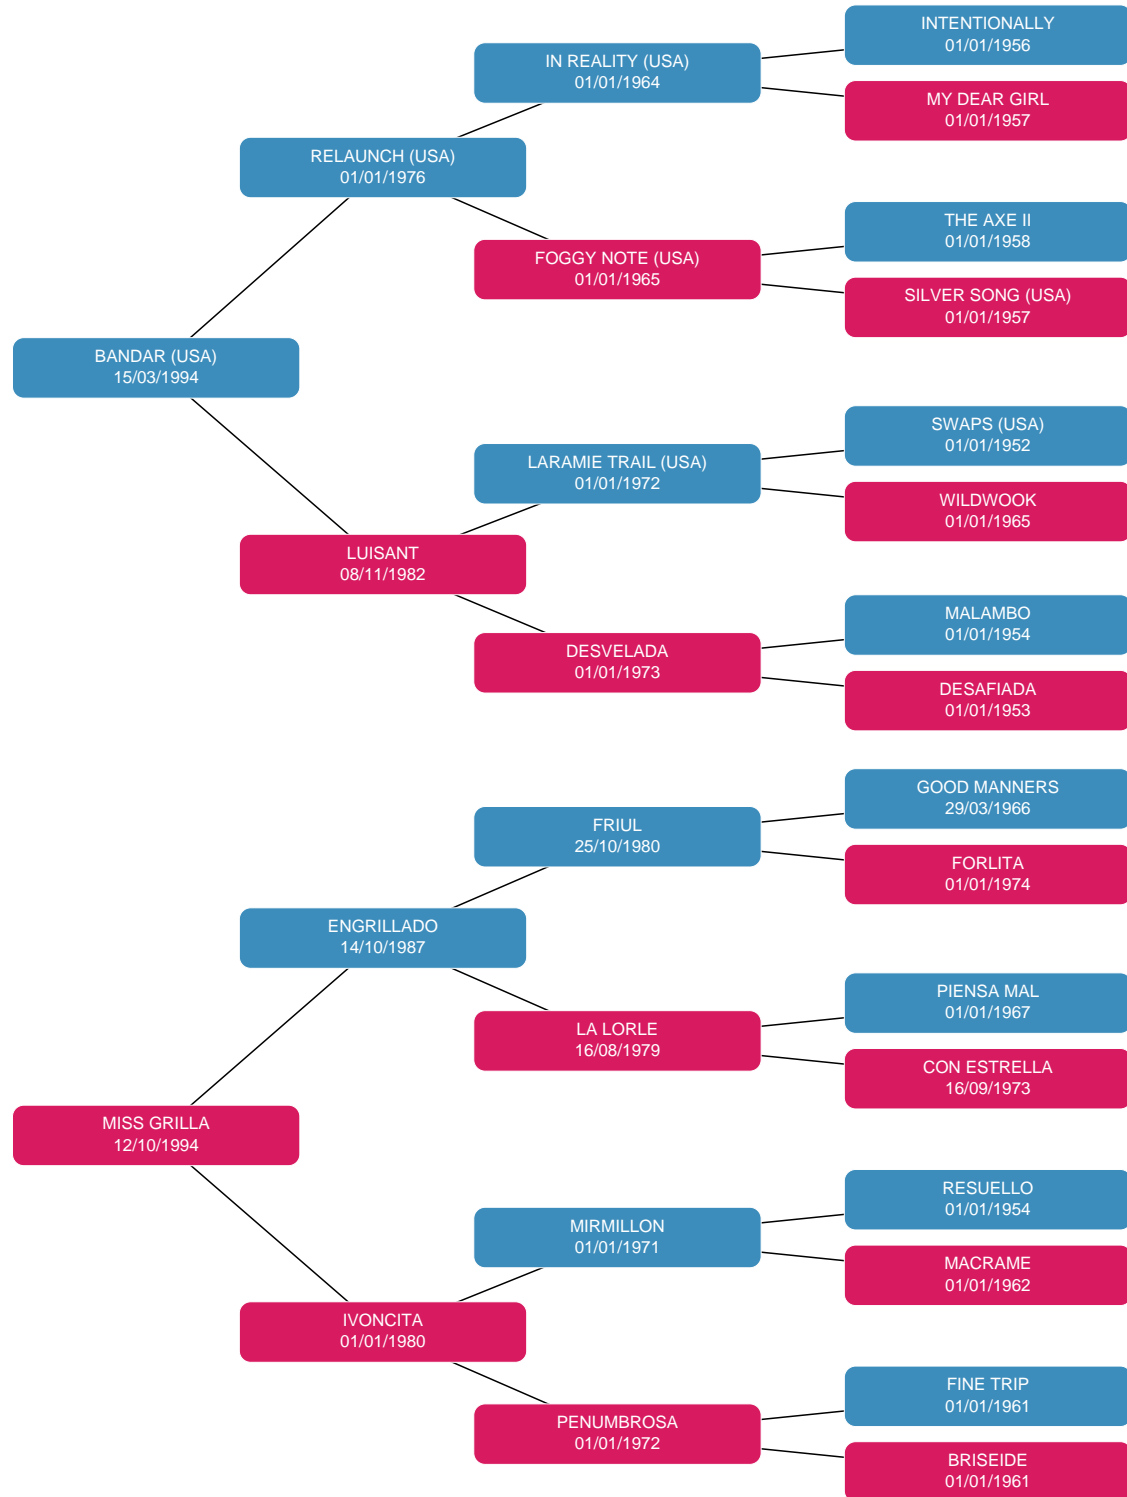 INTENTIONALLY
01/01/1956
IN REALITY (USA)
01/01/1964
MY DEAR GIRL
01/01/1957
RELAUNCH (USA)
01/01/1976
THE AXE II
01/01/1958
FOGGY NOTE (USA)
01/01/1965
SILVER SONG (USA)
01/01/1957
BANDAR (USA)
15/03/1994
SWAPS (USA)
01/01/1952
LARAMIE TRAIL (USA)
01/01/1972
WILDWOOK
01/01/1965
LUISANT
08/11/1982
MALAMBO
01/01/1954
DESVELADA
01/01/1973
DESAFIADA
01/01/1953
GOOD MANNERS
29/03/1966
FRIUL
25/10/1980
FORLITA
01/01/1974
ENGRILLADO
14/10/1987
PIENSA MAL
01/01/1967
LA LORLE
16/08/1979
CON ESTRELLA
16/09/1973
MISS GRILLA
12/10/1994
RESUELLO
01/01/1954
MIRMILLON
01/01/1971
MACRAME
01/01/1962
IVONCITA
01/01/1980
FINE TRIP
01/01/1961
PENUMBROSA
01/01/1972
BRISEIDE
01/01/1961